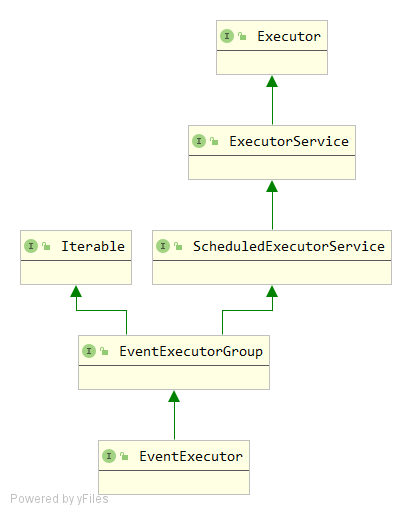 I Executor
I ExecutorService
I Iterable
I ScheduledExecutorService
I EventExecutorGroup
I EventExecutor
Powered by yFiles